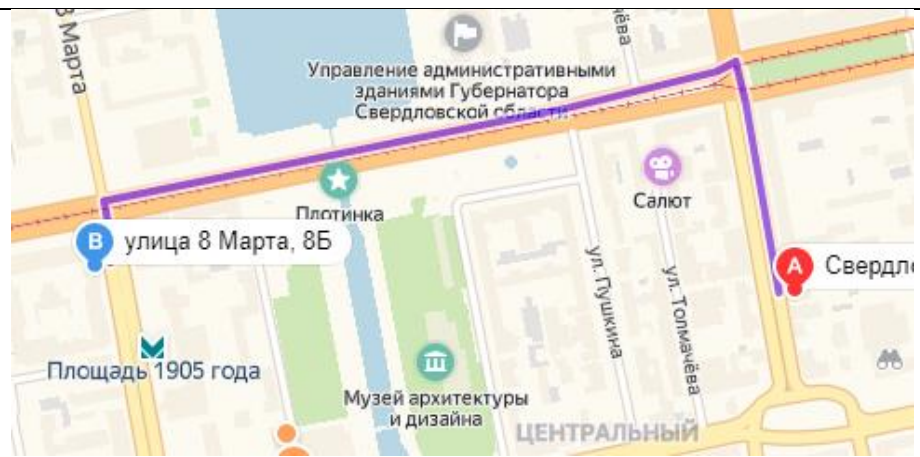 8 Марта
Управление административными
зданиями Губернатора
Свердловской области
Салют
Плотинка
B
улица 8 Марта, 8Б
A
ул. Пушкина
ул. Толмачёва
Площадь 1905 года
Музей архитектуры
и дизайна
ЦЕНТРАЛЬНЫЙ